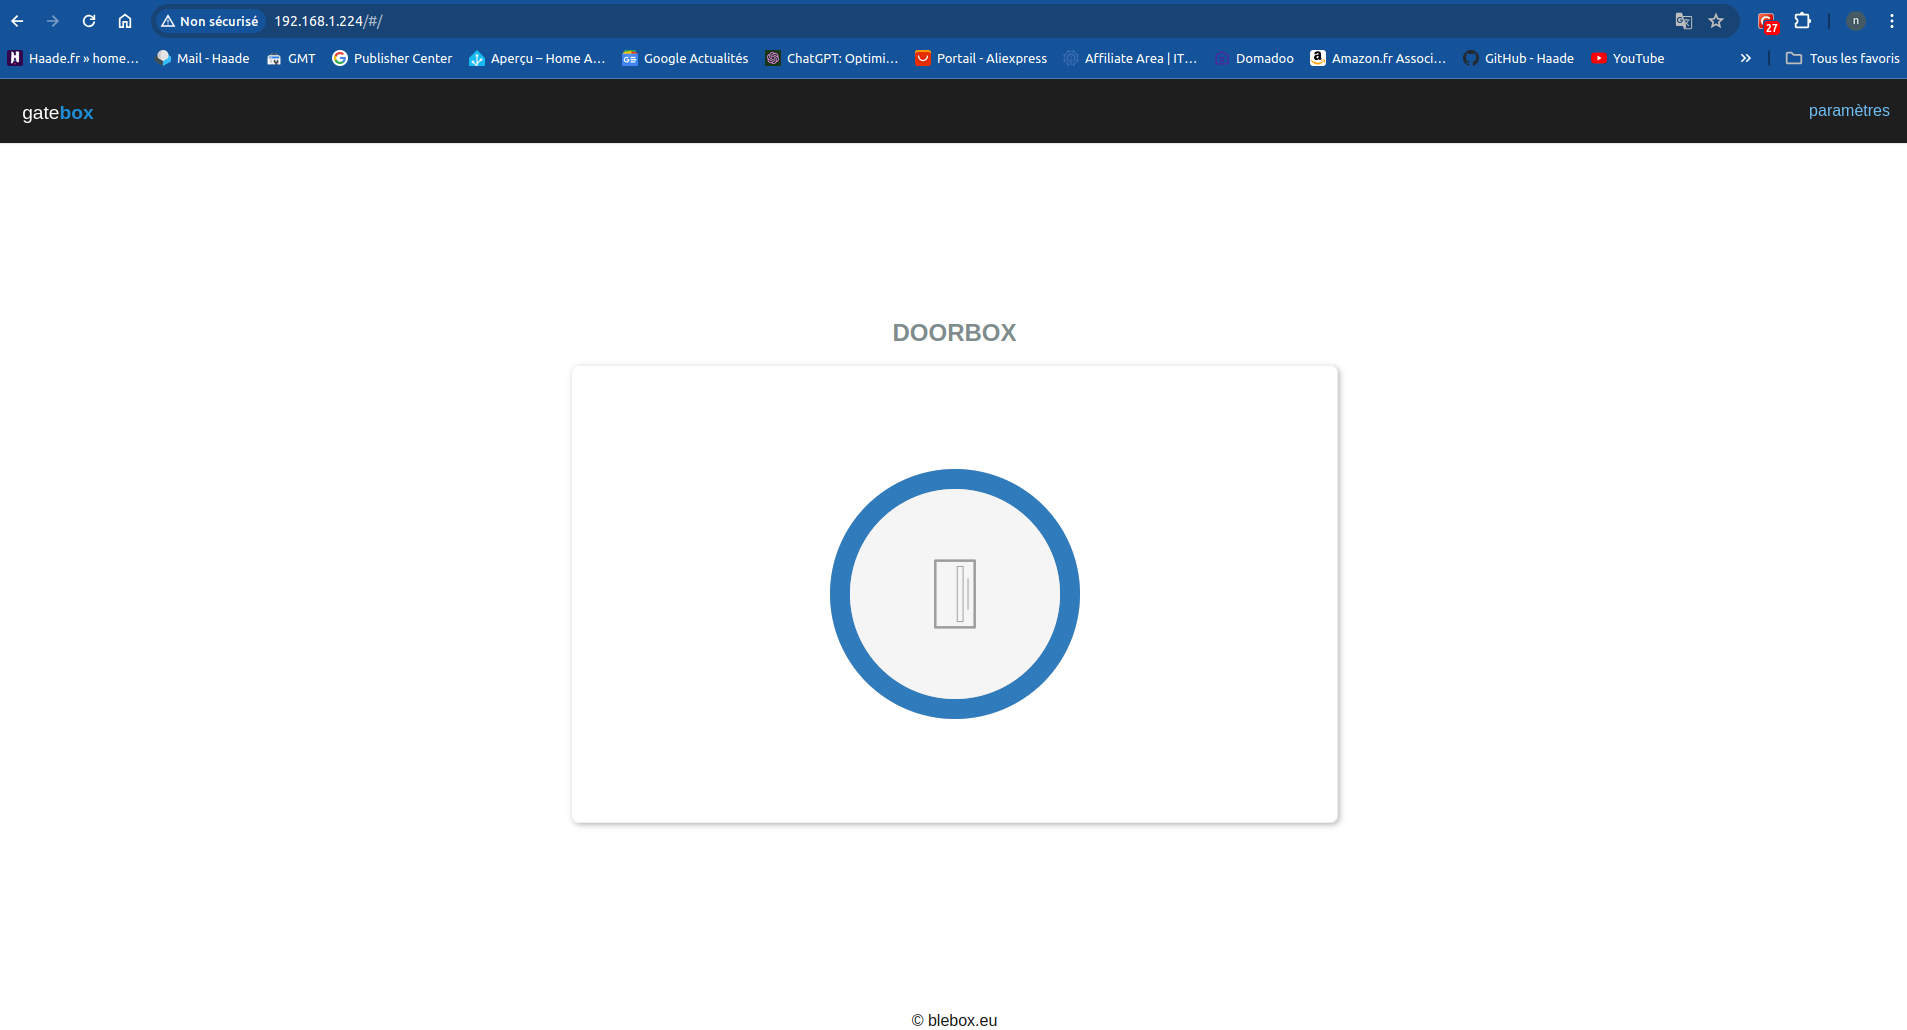 Non sécurisé 192.168.1.224/#/ 27 n
Haade.fr » home… Mail - Haade GMT Publisher Center Aperçu – Home A… Google Actualités ChatGPT: Optimi… Portail - Aliexpress Affiliate Area | IT… Domadoo Amazon.fr Associ… GitHub - Haade YouTube » Tous les favoris
gatebox paramètres
DOORBOX
© blebox.eu